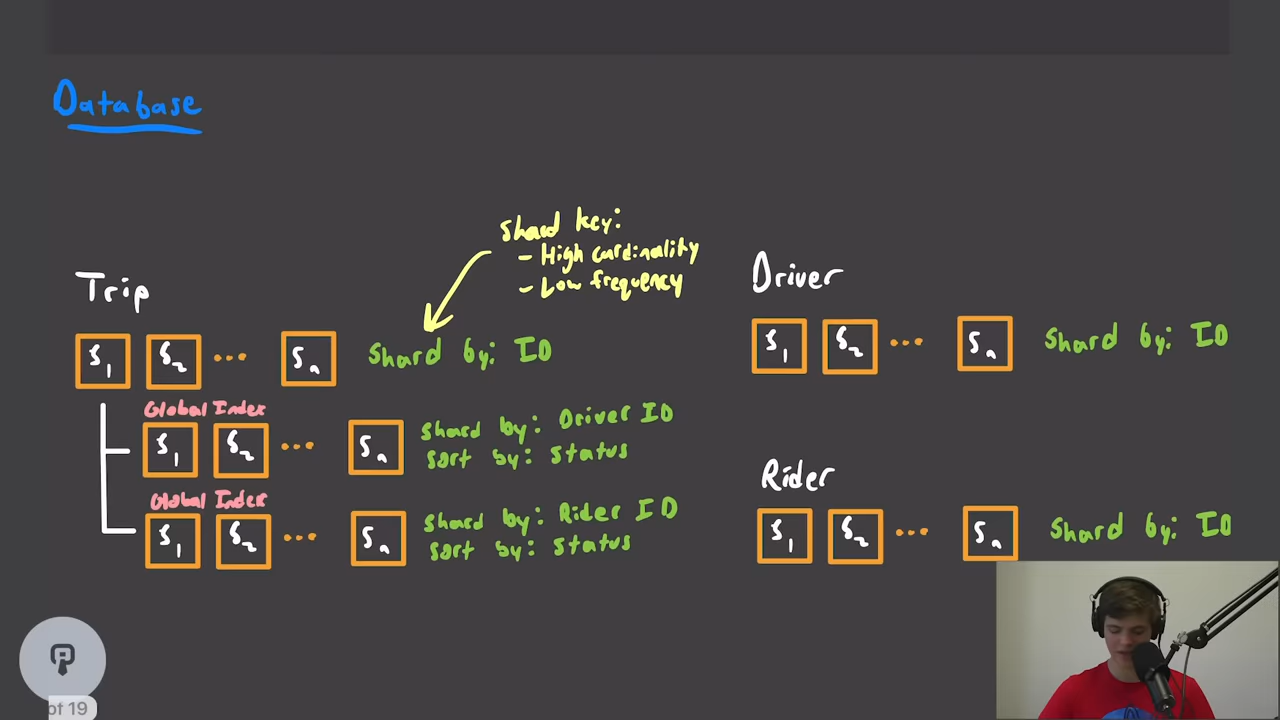 Database
Shard key:
- High cardinality
- Low frequency
Trip
S1 S2 ... Sn Shard by: ID
Global Index
S1 S2 ... Sn Shard by: Driver ID
Sort by: Status
Global Index
S1 S2 ... Sn Shard by: Rider ID
Sort by: Status
Driver
S1 S2 ... Sn Shard by: ID
Rider
S1 S2 ... Sn Shard by: ID
of 19